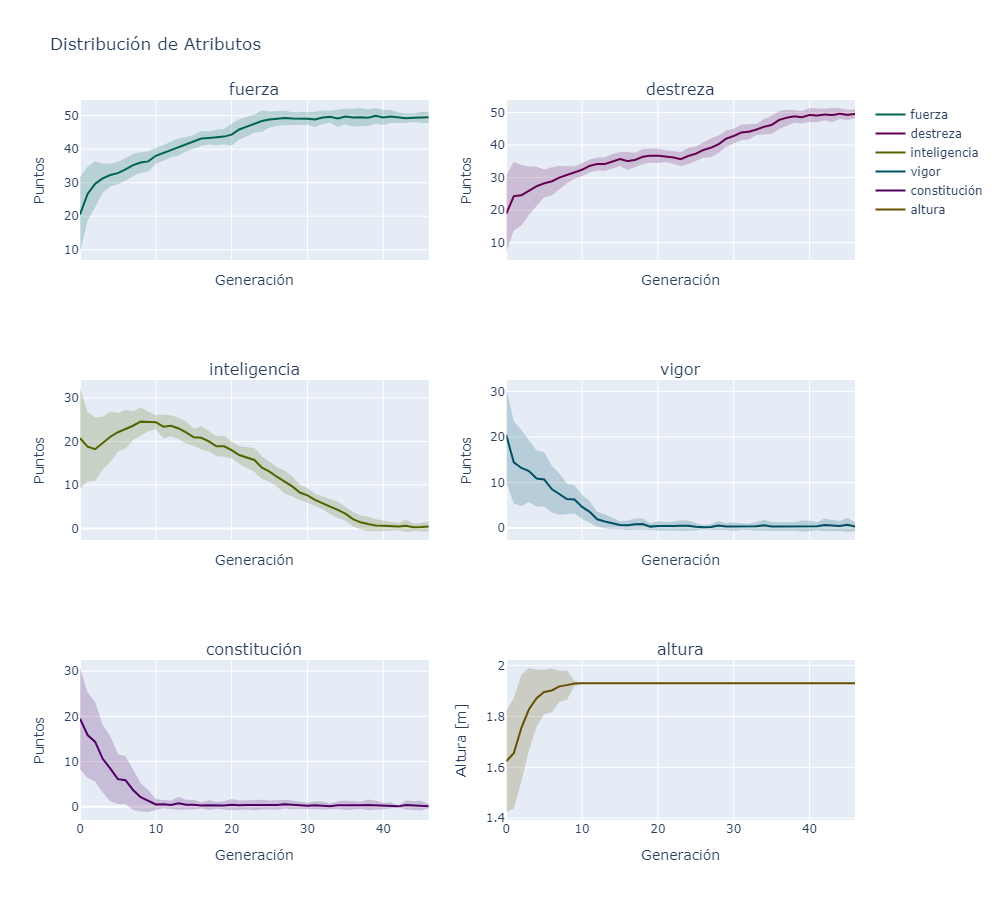 Distribución de Atributos
fuerza
destreza
50
40
30
20
10
Puntos
Generación
50
40
30
20
10
Puntos
Generación
fuerza
destreza
inteligencia
vigor
constitución
altura
inteligencia
vigor
30
20
10
0
Puntos
Generación
30
20
10
0
Puntos
Generación
constitución
altura
30
20
10
0
Puntos
0 10 20 30 40
Generación
2
1.8
1.6
1.4
Altura [m]
0 10 20 30 40
Generación